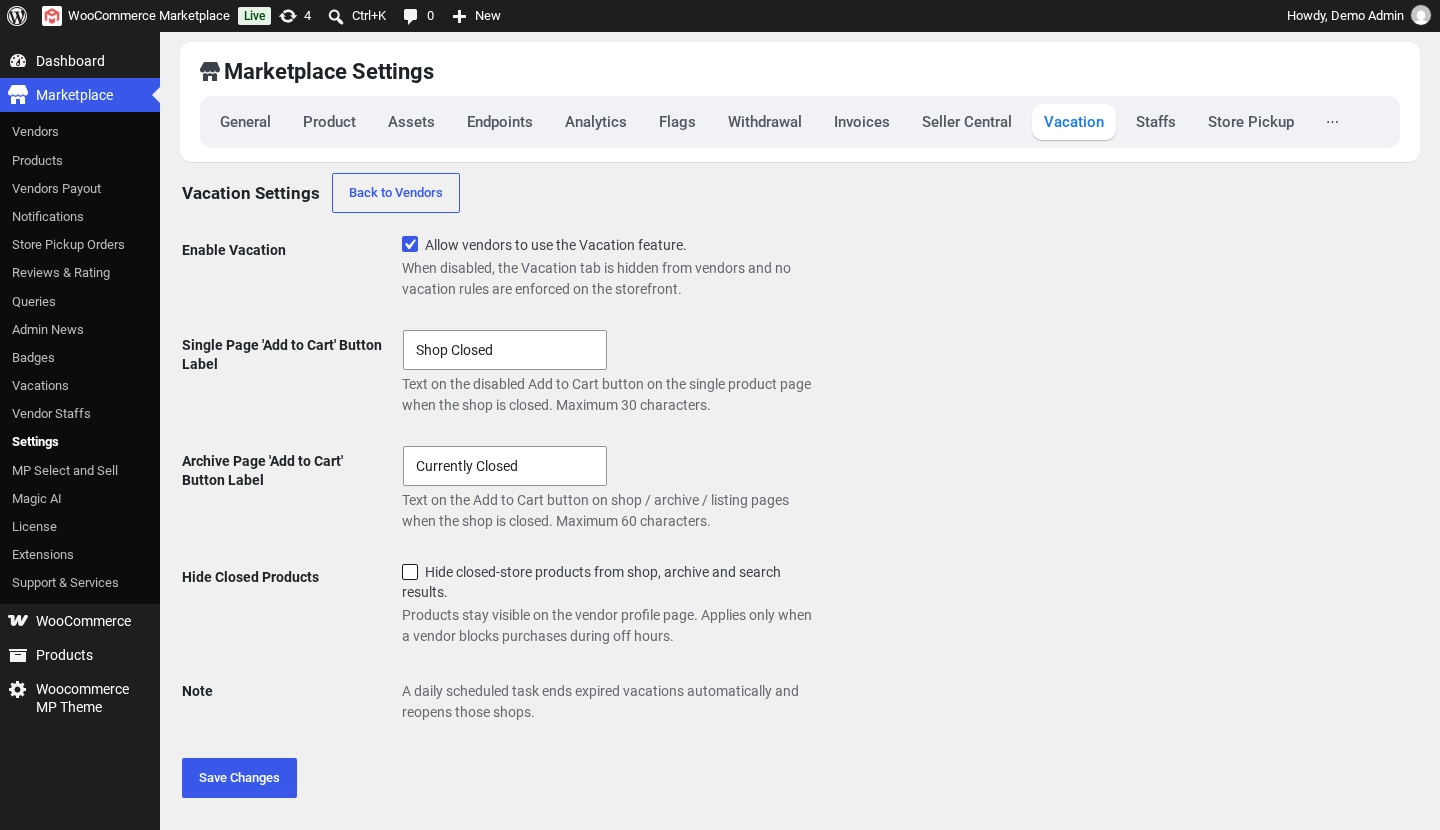 WooCommerce Marketplace Live 4 Ctrl+K 0 New Howdy, Demo Admin
Dashboard
Marketplace
Vendors
Products
Vendors Payout
Notifications
Store Pickup Orders
Reviews & Rating
Queries
Admin News
Badges
Vacations
Vendor Staffs
Settings
MP Select and Sell
Magic AI
License
Extensions
Support & Services
WooCommerce
Products
Woocommerce
MP Theme
Marketplace Settings
General Product Assets Endpoints Analytics Flags Withdrawal Invoices Seller Central Vacation Staffs Store Pickup ...
Vacation Settings Back to Vendors
Enable Vacation
Allow vendors to use the Vacation feature.
When disabled, the Vacation tab is hidden from vendors and no
vacation rules are enforced on the storefront.
Single Page 'Add to Cart' Button
Label
Shop Closed
Text on the disabled Add to Cart button on the single product page
when the shop is closed. Maximum 30 characters.
Archive Page 'Add to Cart'
Button Label
Currently Closed
Text on the Add to Cart button on shop / archive / listing pages
when the shop is closed. Maximum 60 characters.
Hide Closed Products
Hide closed-store products from shop, archive and search
results.
Products stay visible on the vendor profile page. Applies only when
a vendor blocks purchases during off hours.
Note
A daily scheduled task ends expired vacations automatically and
reopens those shops.
Save Changes